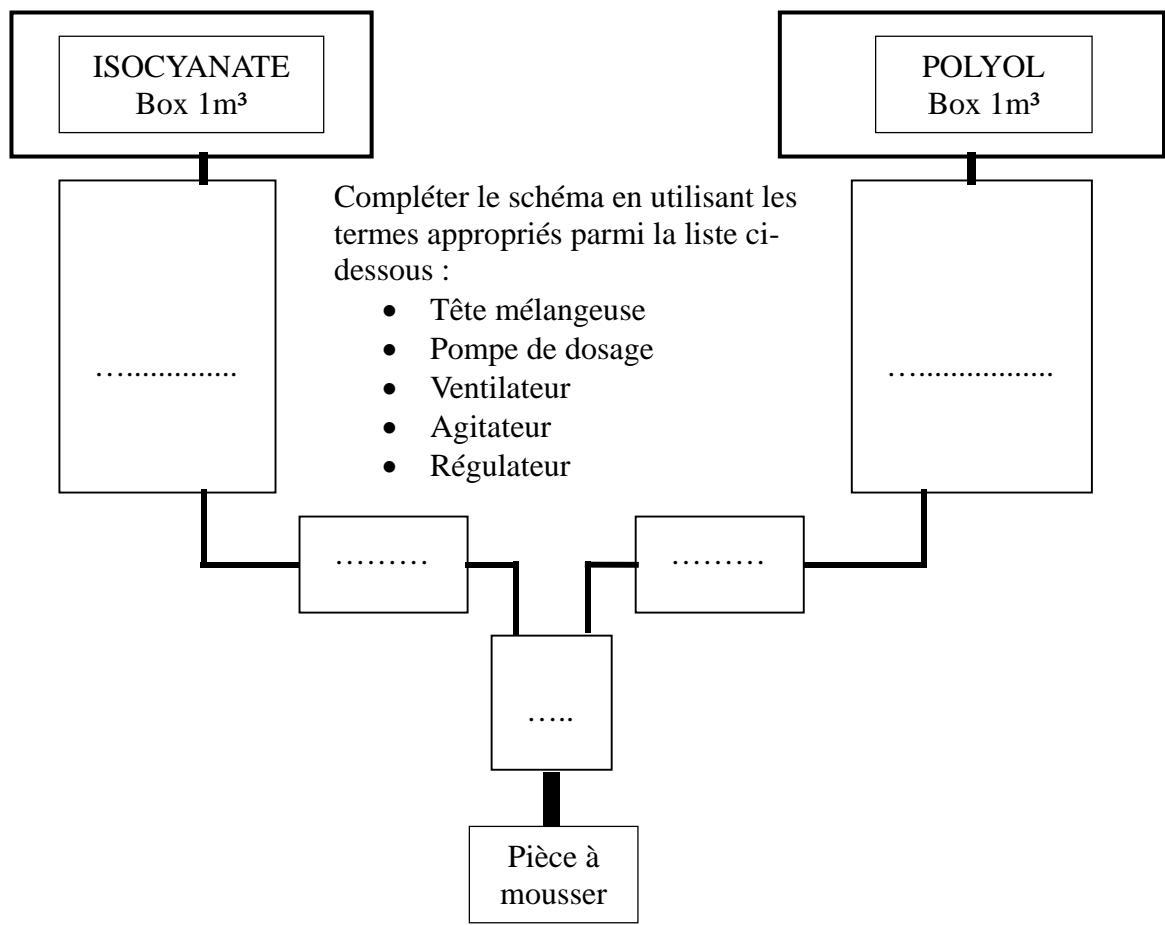 ISOCYANATE
Box 1m³
POLYOL
Box 1m³
Compléter le schéma en utilisant les
termes appropriés parmi la liste ci-
dessous :
• Tête mélangeuse
• Pompe de dosage
• Ventilateur
• Agitateur
• Régulateur
…..............
…..................
………
………
…..
Pièce à
mousser